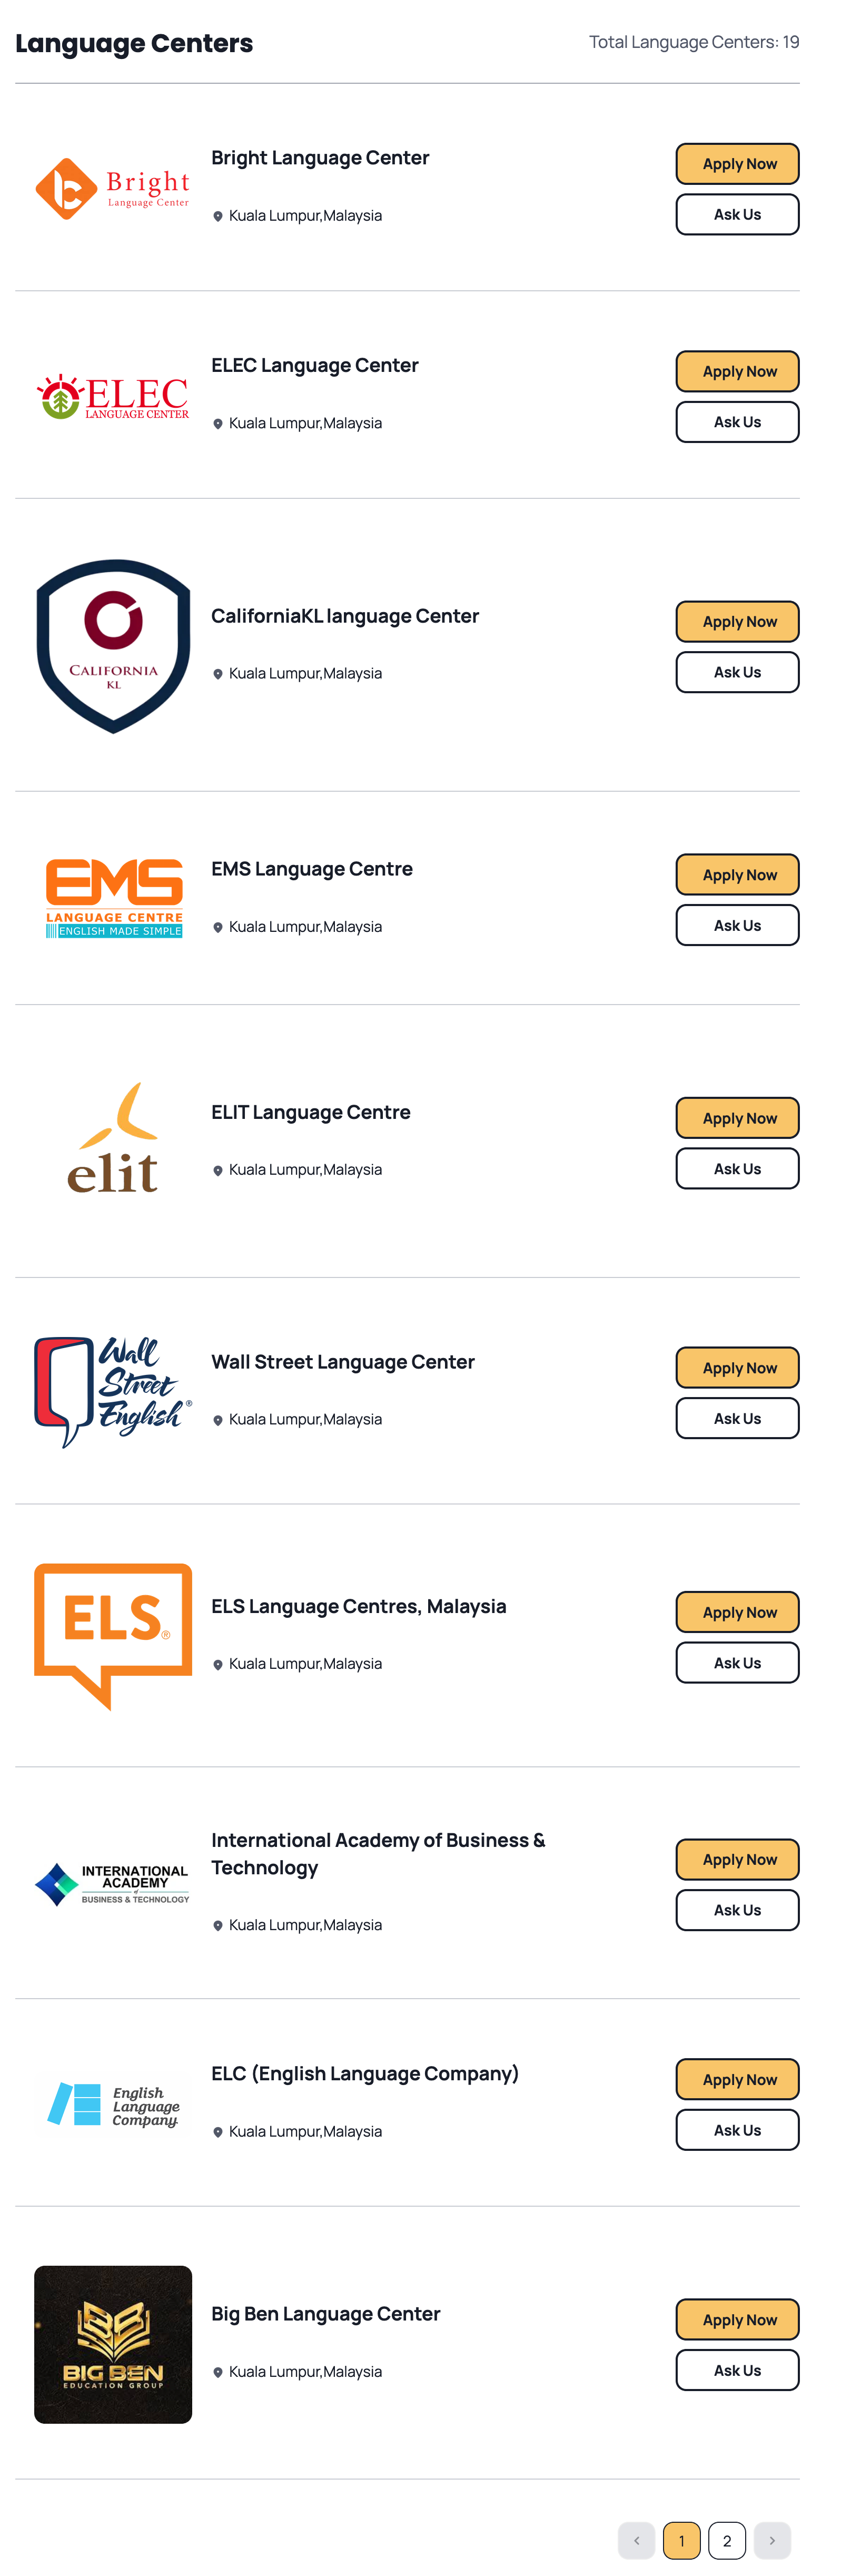 Language Centers
Total Language Centers: 19
Bright
Language Center
Bright Language Center
Kuala Lumpur,Malaysia
Apply Now
Ask Us
ELEC
LANGUAGE CENTER
ELEC Language Center
Kuala Lumpur,Malaysia
Apply Now
Ask Us
CALIFORNIA
KL
CaliforniaKL language Center
Kuala Lumpur,Malaysia
Apply Now
Ask Us
EMS
LANGUAGE CENTRE
ENGLISH MADE SIMPLE
EMS Language Centre
Kuala Lumpur,Malaysia
Apply Now
Ask Us
elit
ELIT Language Centre
Kuala Lumpur,Malaysia
Apply Now
Ask Us
Wall
Street
English®
Wall Street Language Center
Kuala Lumpur,Malaysia
Apply Now
Ask Us
ELS®
ELS Language Centres, Malaysia
Kuala Lumpur,Malaysia
Apply Now
Ask Us
INTERNATIONAL
ACADEMY
of
BUSINESS & TECHNOLOGY
International Academy of Business &
Technology
Kuala Lumpur,Malaysia
Apply Now
Ask Us
English
Language
Company
ELC (English Language Company)
Kuala Lumpur,Malaysia
Apply Now
Ask Us
BIG BEN
EDUCATION GROUP
Big Ben Language Center
Kuala Lumpur,Malaysia
Apply Now
Ask Us
1 2